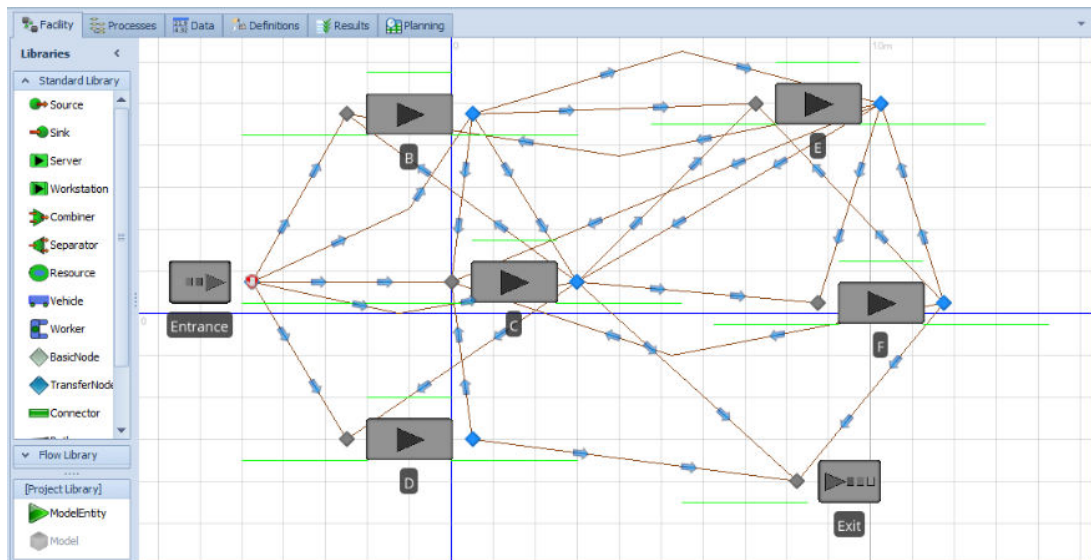 Facility
Processes
Data
Definitions
Results
Planning
Libraries
Standard Library
Source
Sink
Server
Workstation
Combiner
Separator
Resource
Vehicle
Worker
BasicNode
TransferNode
Connector
Flow Library
[Project Library]
ModelEntity
Model
0
10m
0
B
E
Entrance
C
F
D
Exit